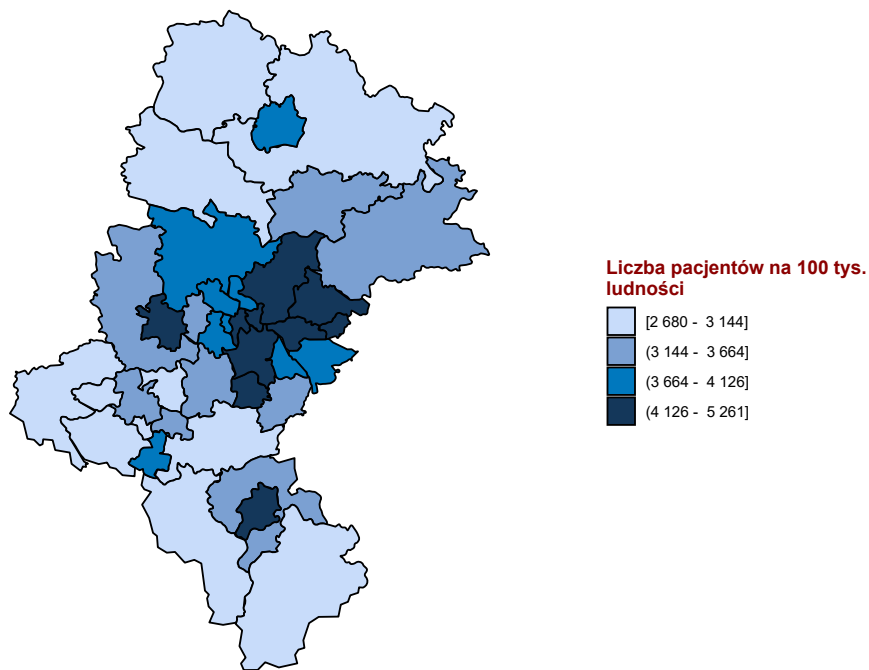 Liczba pacjentów na 100 tys.
ludności
[2 680 - 3 144]
(3 144 - 3 664]
(3 664 - 4 126]
(4 126 - 5 261]